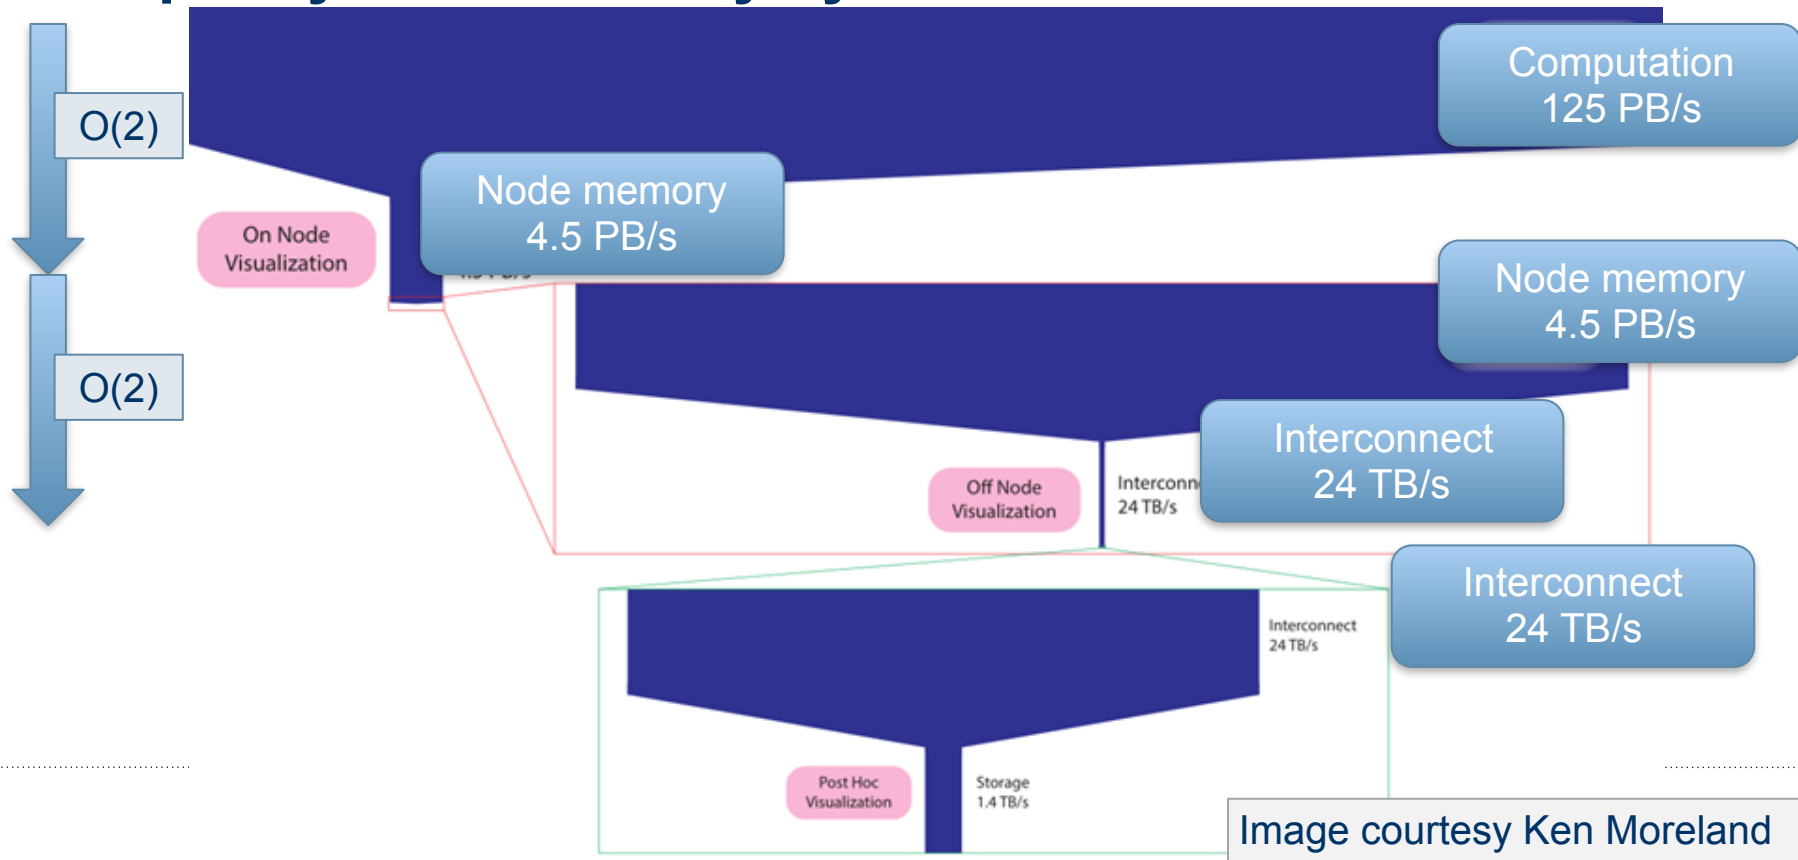 Computation
125 PB/s
O(2)
Node memory
4.5 PB/s
On Node
Visualization
Node memory
4.5 PB/s
O(2)
Interconnect
24 TB/s
Off Node
Visualization
24 TB/s
Interconnect
24 TB/s
Interconnect
24 TB/s
Post Hoc
Visualization
Storage
1.4 TB/s
Image courtesy Ken Moreland